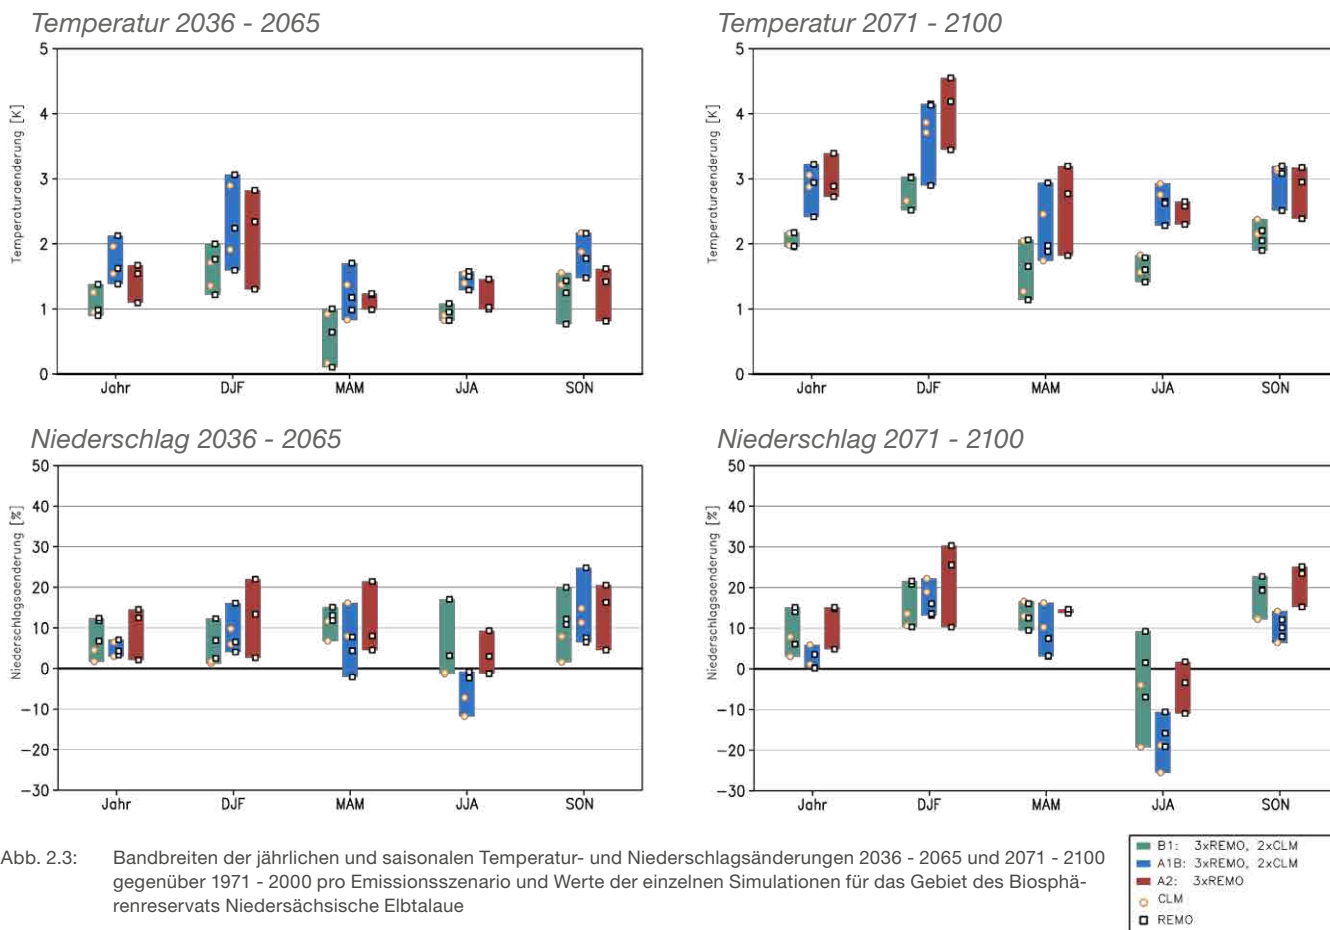 Temperatur 2036 - 2065
Temperaturaenderung [K]
5
4
3
2
1
0
Jahr DJF MAM JJA SON
Temperatur 2071 - 2100
Temperaturaenderung [K]
5
4
3
2
1
0
Jahr DJF MAM JJA SON
Niederschlag 2036 - 2065
Niederschlagsaenderung [%]
50
40
30
20
10
0
−10
−20
−30
Jahr DJF MAM JJA SON
Niederschlag 2071 - 2100
Niederschlagsaenderung [%]
50
40
30
20
10
0
−10
−20
−30
Jahr DJF MAM JJA SON
Abb. 2.3: Bandbreiten der jährlichen und saisonalen Temperatur- und Niederschlagsänderungen 2036 - 2065 und 2071 - 2100
gegenüber 1971 - 2000 pro Emissionsszenario und Werte der einzelnen Simulationen für das Gebiet des Biosphä-
renreservats Niedersächsische Elbtalaue
B1: 3xREMO, 2xCLM
A1B: 3xREMO, 2xCLM
A2: 3xREMO
CLM
REMO